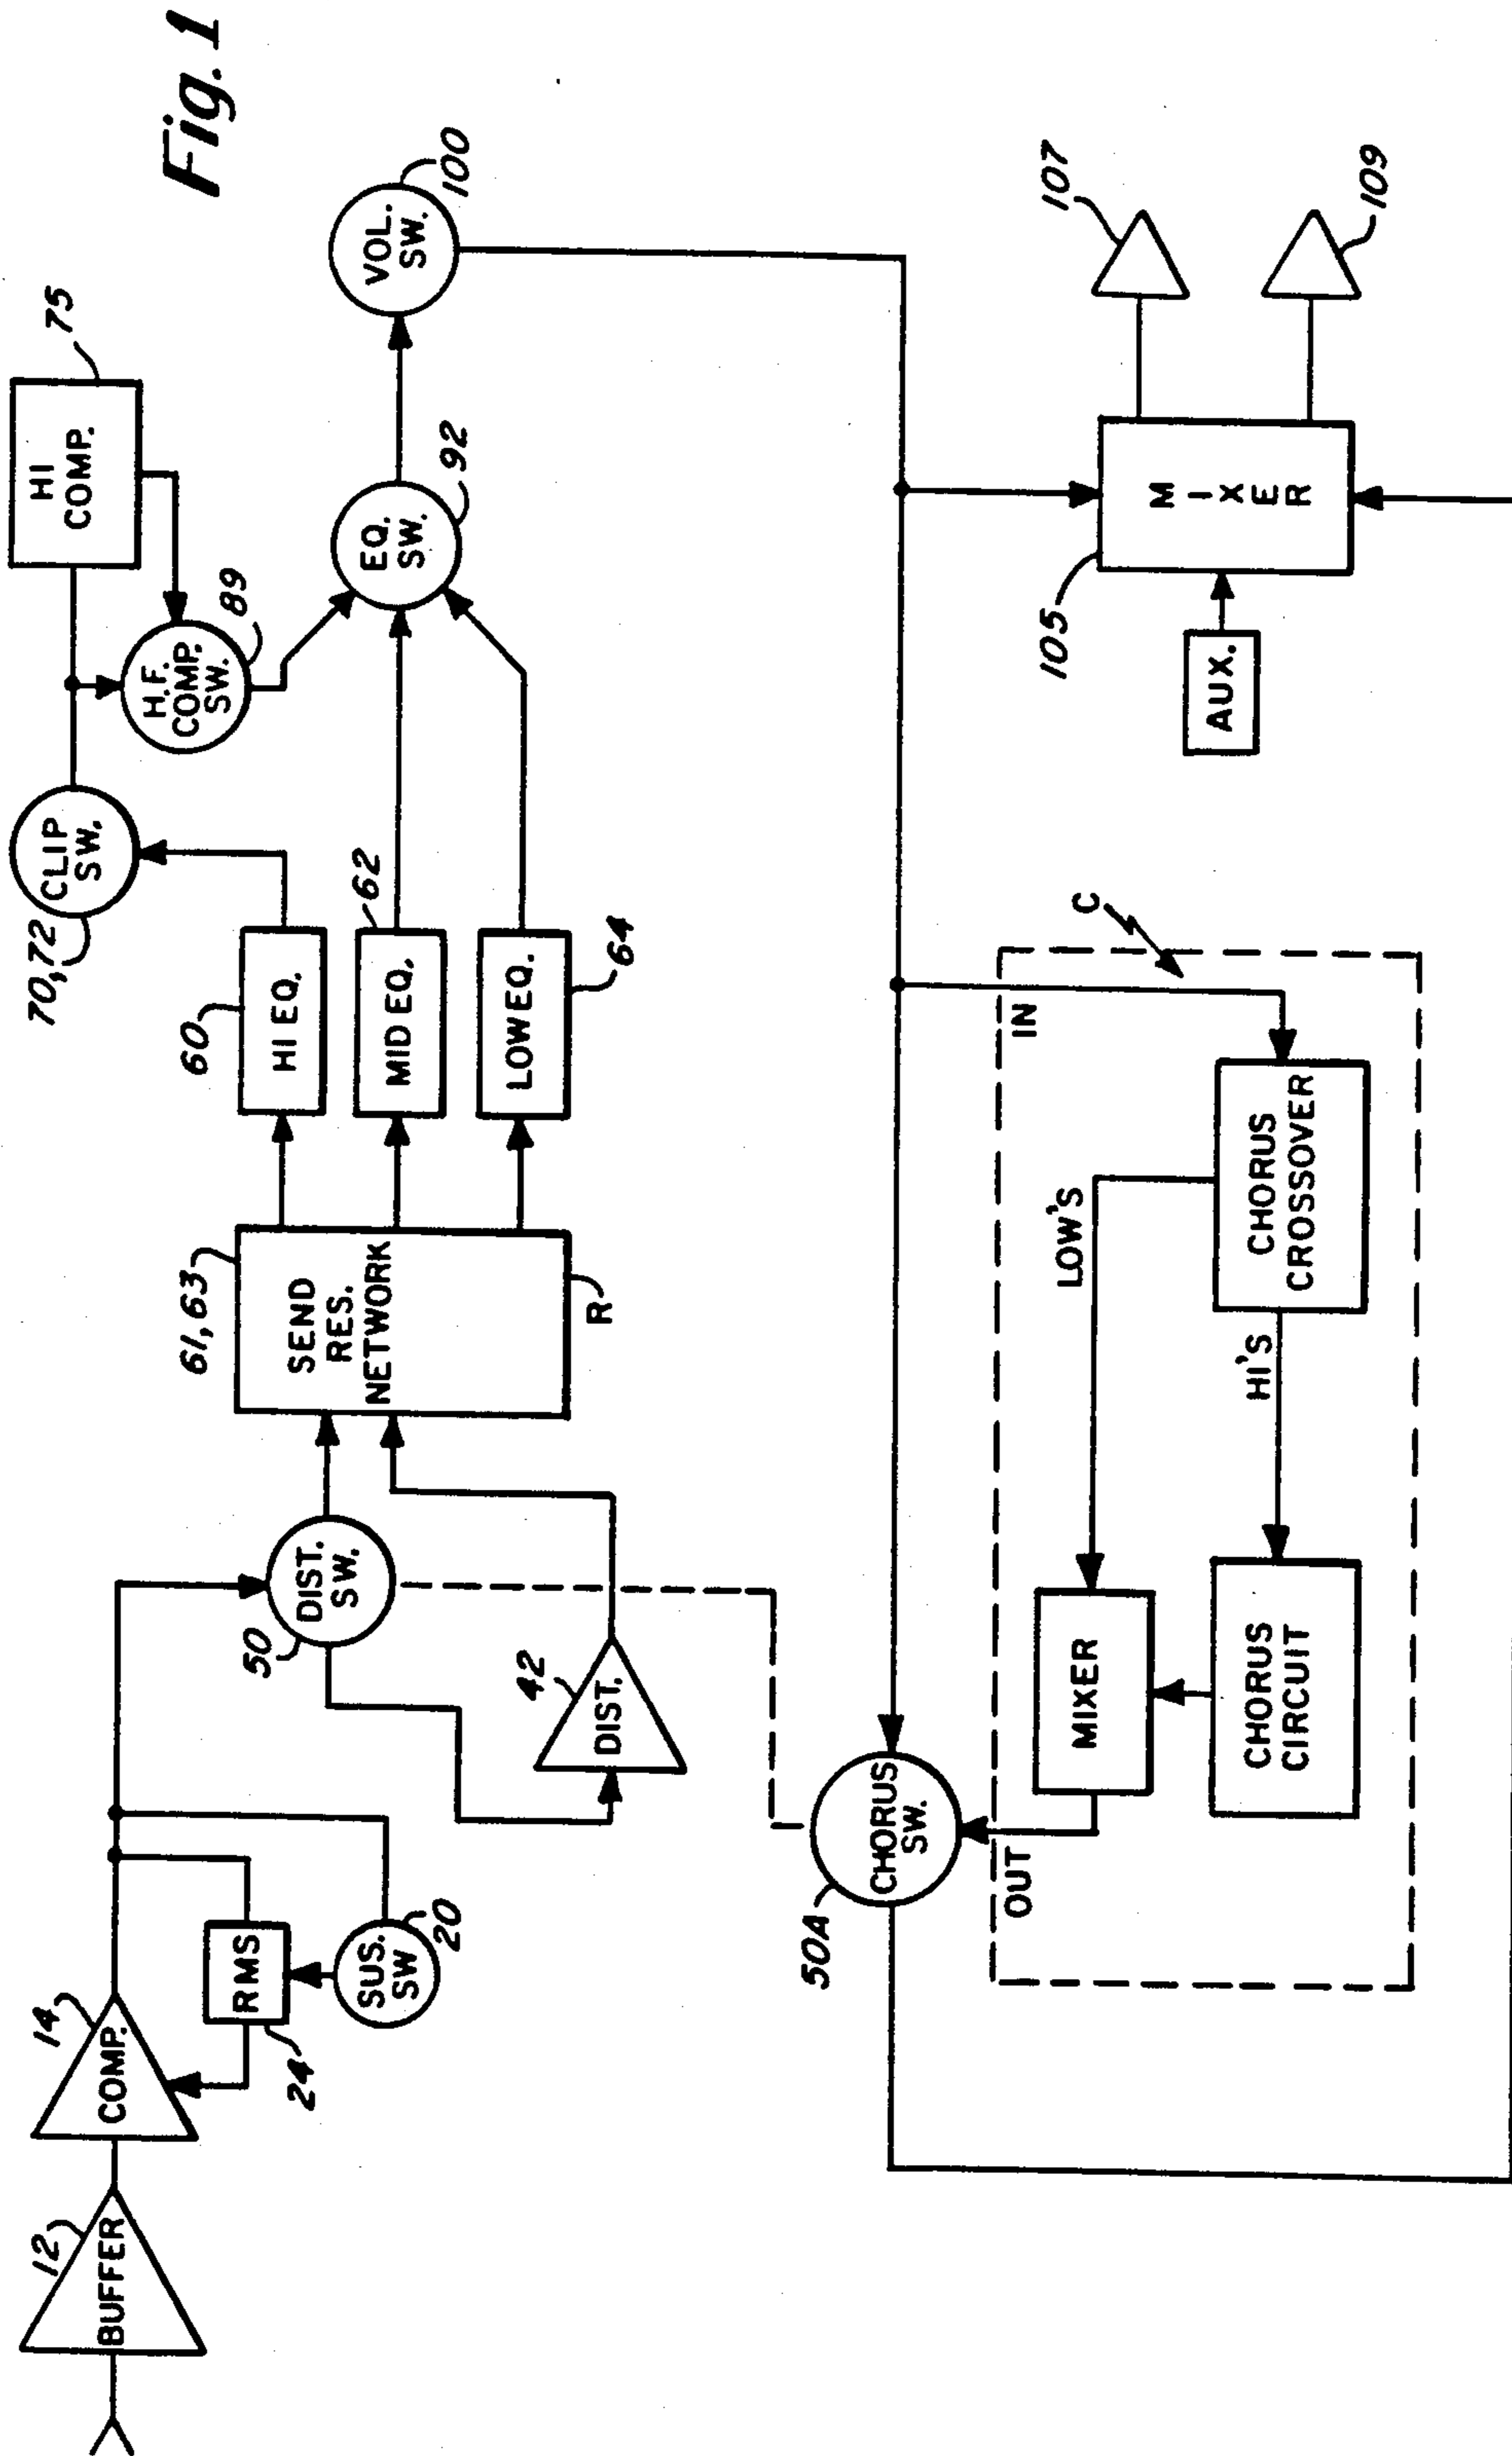 Fig. 1
12
BUFFER
14
COMP.
RMS
24
SUS.
SW
20
50
DIST.
SW.
42
DIST.
61,63
SEND
RES.
NETWORK
R
60
HI EQ.
62
MID EQ.
LOW EQ.
64
70,72
CLIP
SW.
HI
COMP.
75
H.F.
COMP.
SW.
89
EQ.
SW.
92
VOL.
SW.
100
50A
CHORUS
SW.
OUT
IN
C
MIXER
LOW'S
CHORUS
CIRCUIT
HI'S
CHORUS
CROSSOVER
AUX.
105
MIXER
107
109